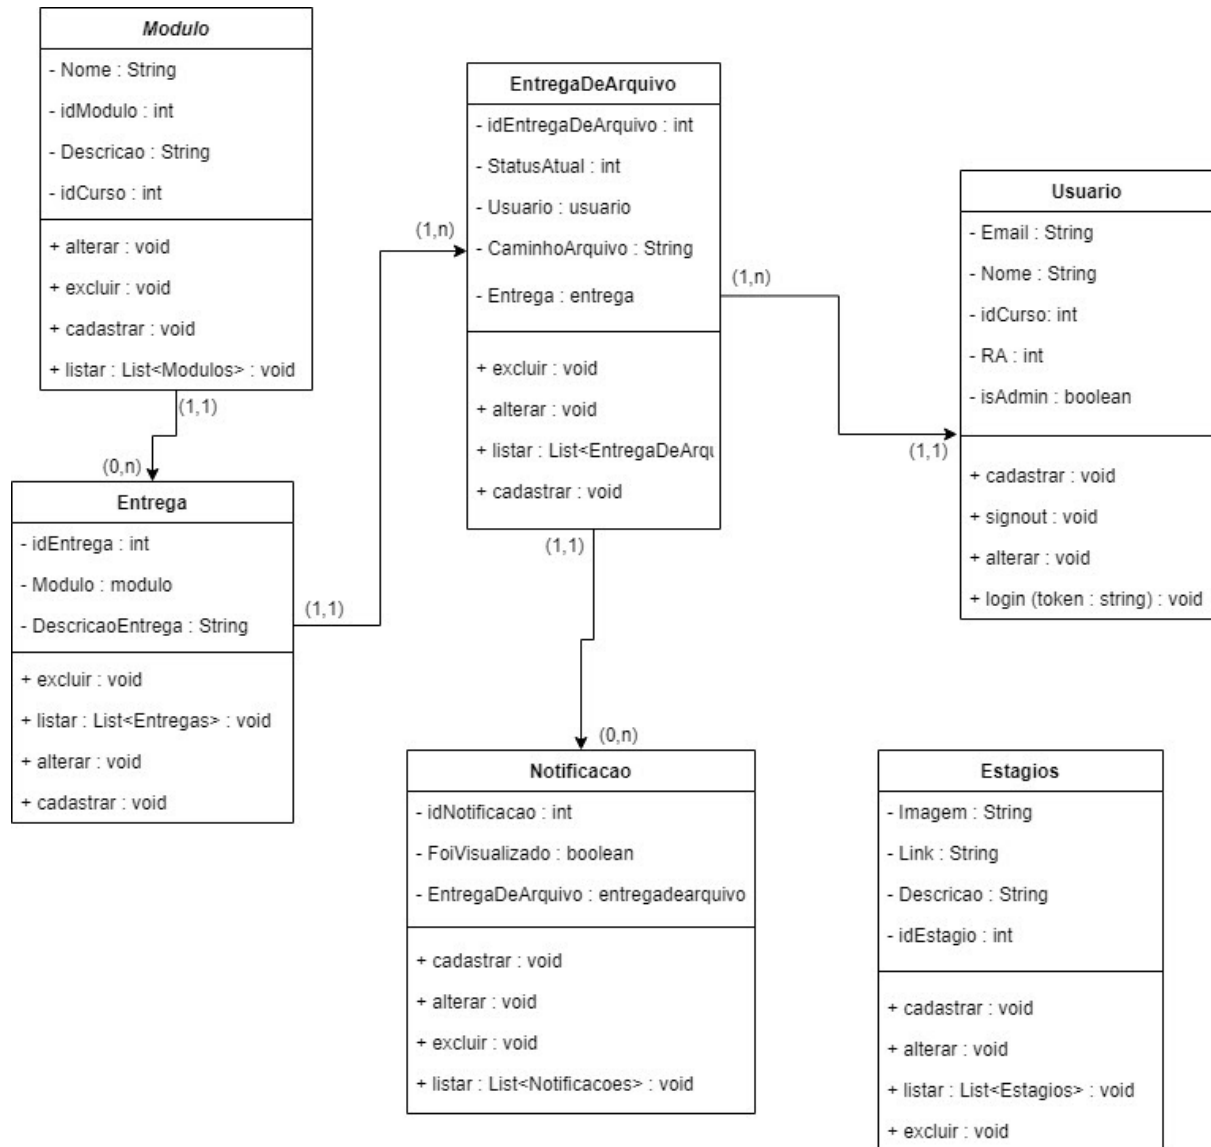 Modulo
- Nome : String
- idModulo : int
- Descricao : String
- idCurso : int
+ alterar : void
+ excluir : void
+ cadastrar : void
+ listar : List<Modulos> : void
(1,1)
(0,n)
Entrega
- idEntrega : int
- Modulo : modulo
- DescricaoEntrega : String
+ excluir : void
+ listar : List<Entregas> : void
+ alterar : void
+ cadastrar : void
(1,1)
(1,n)
EntregaDeArquivo
- idEntregaDeArquivo : int
- StatusAtual : int
- Usuario : usuario
- CaminhoArquivo : String
- Entrega : entrega
+ excluir : void
+ alterar : void
+ listar : List<EntregaDeArqu
+ cadastrar : void
(1,n)
(1,1)
Usuario
- Email : String
- Nome : String
- idCurso: int
- RA : int
- isAdmin : boolean
+ cadastrar : void
+ signout : void
+ alterar : void
+ login (token : string) : void
(1,1)
(0,n)
Notificacao
- idNotificacao : int
- FoiVisualizado : boolean
- EntregaDeArquivo : entregadearquivo
+ cadastrar : void
+ alterar : void
+ excluir : void
+ listar : List<Notificacoes> : void
Estagios
- Imagem : String
- Link : String
- Descricao : String
- idEstagio : int
+ cadastrar : void
+ alterar : void
+ listar : List<Estagios> : void
+ excluir : void